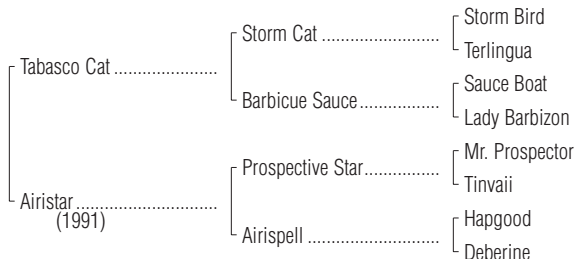 Storm Bird
Storm Cat ........................
Terlingua
Tabasco Cat .....................
Sauce Boat
Barbicue Sauce ................
Lady Barbizon
Mr. Prospector
Prospective Star ...............
Tinvaii
Airistar ............................
(1991)
Hapgood
Airispell ...........................
Deberine